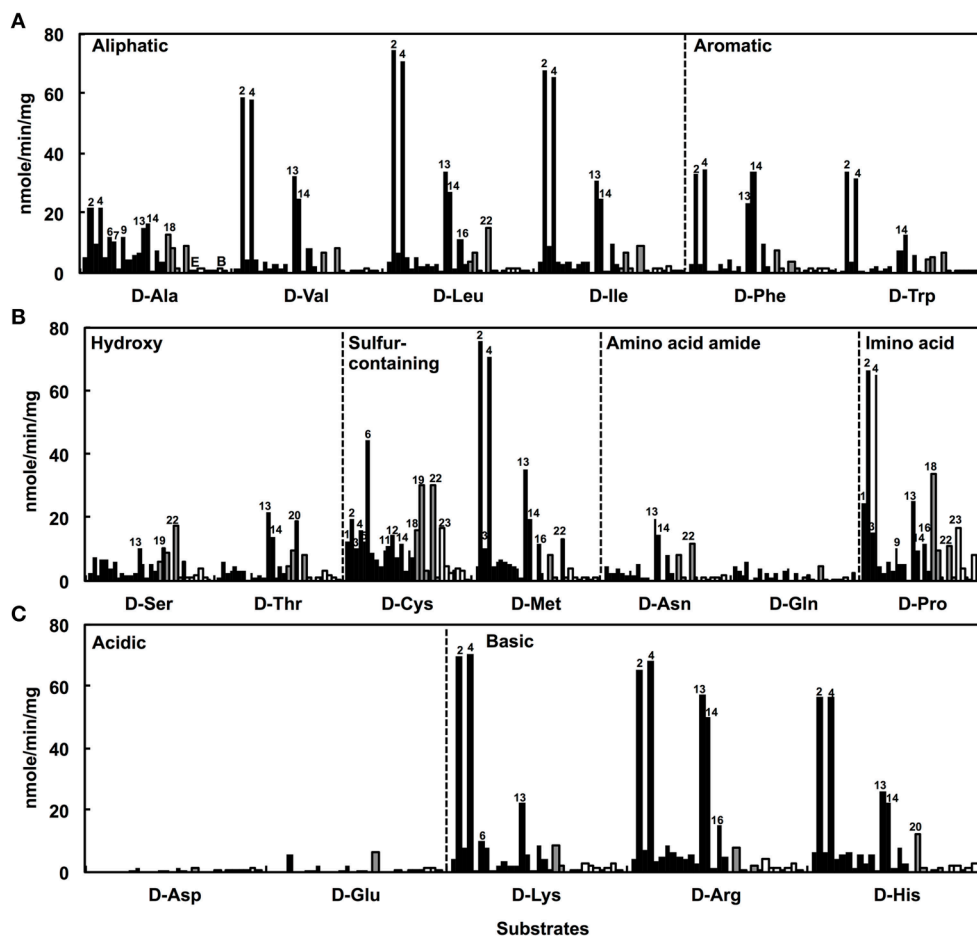 A
80
60
40
20
0
nmole/min/mg
Aliphatic
Aromatic
2 4 6 7 9 13 14 18 E B
2 4 13 14
2 4 13 14 16 22
2 4 13 14
2 4 13 14
2 4 14
D-Ala D-Val D-Leu D-Ile D-Phe D-Trp
B
80
60
40
20
0
nmole/min/mg
Hydroxy
Sulfur-
containing
Amino acid amide
Imino acid
13 19 22
13 14 20
1 2 3 4 5 6 11 12 11 18 19 22 23
2 3 4 13 14 16 22
13 14 22
1 2 3 4 9 13 14 16 18 22 23
D-Ser D-Thr D-Cys D-Met D-Asn D-Gln D-Pro
C
80
60
40
20
0
nmole/min/mg
Acidic
Basic
2 4 6 13
2 4 13 14 16
2 4 13 14 20
D-Asp D-Glu D-Lys D-Arg D-His
Substrates